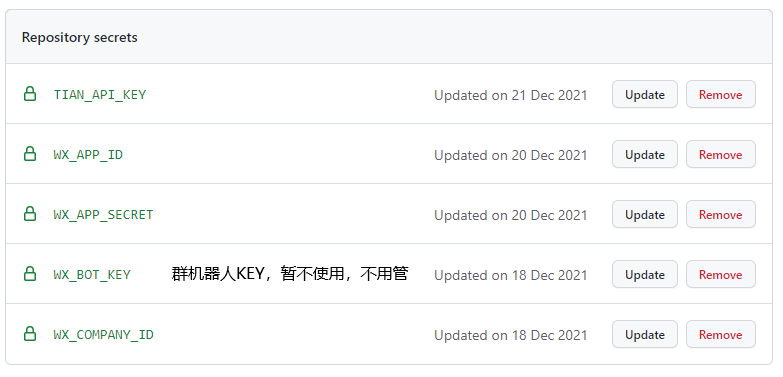 Repository secrets
TIAN_API_KEY Updated on 21 Dec 2021 Update Remove
WX_APP_ID Updated on 20 Dec 2021 Update Remove
WX_APP_SECRET Updated on 20 Dec 2021 Update Remove
WX_BOT_KEY 群机器人KEY，暂不使用，不用管 Updated on 18 Dec 2021 Update Remove
WX_COMPANY_ID Updated on 18 Dec 2021 Update Remove